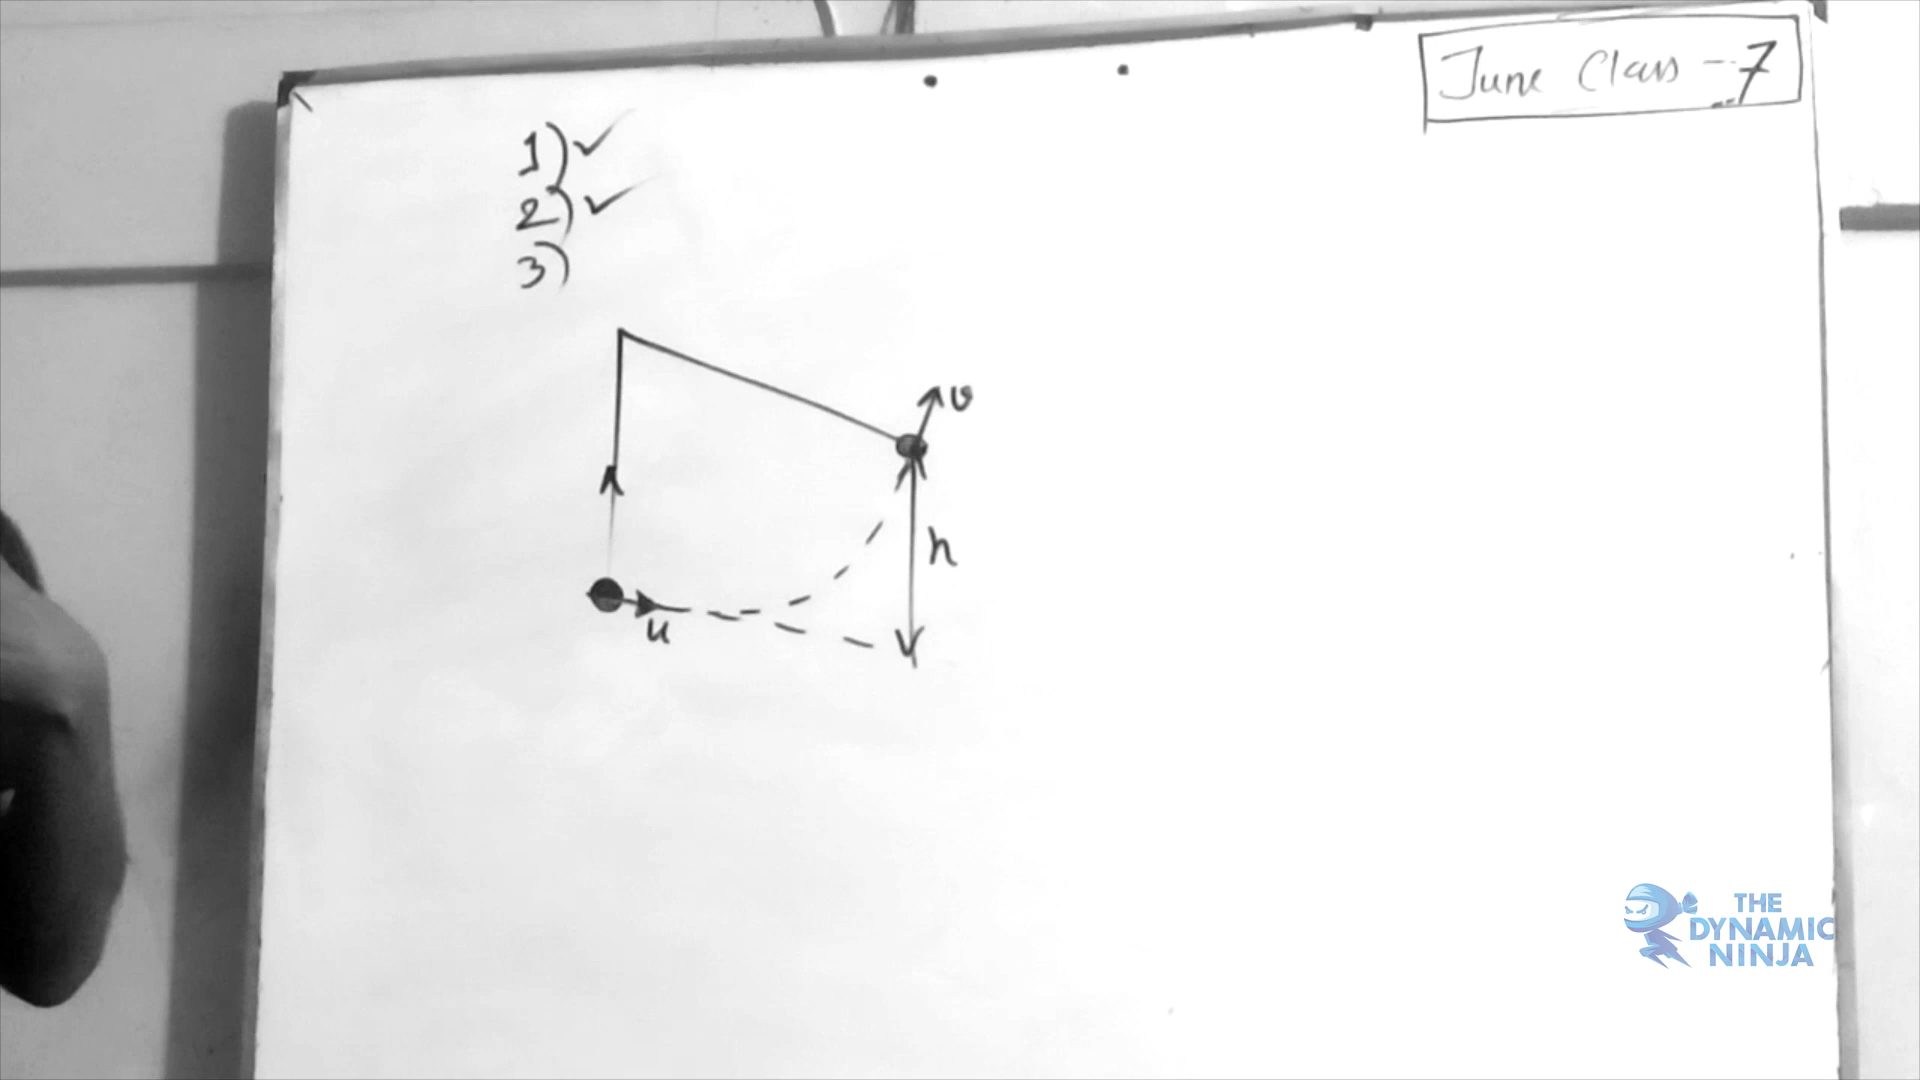 June Class -7
1) ✓
2) ✓
3)
v
h
u
THE
DYNAMIC
NINJA